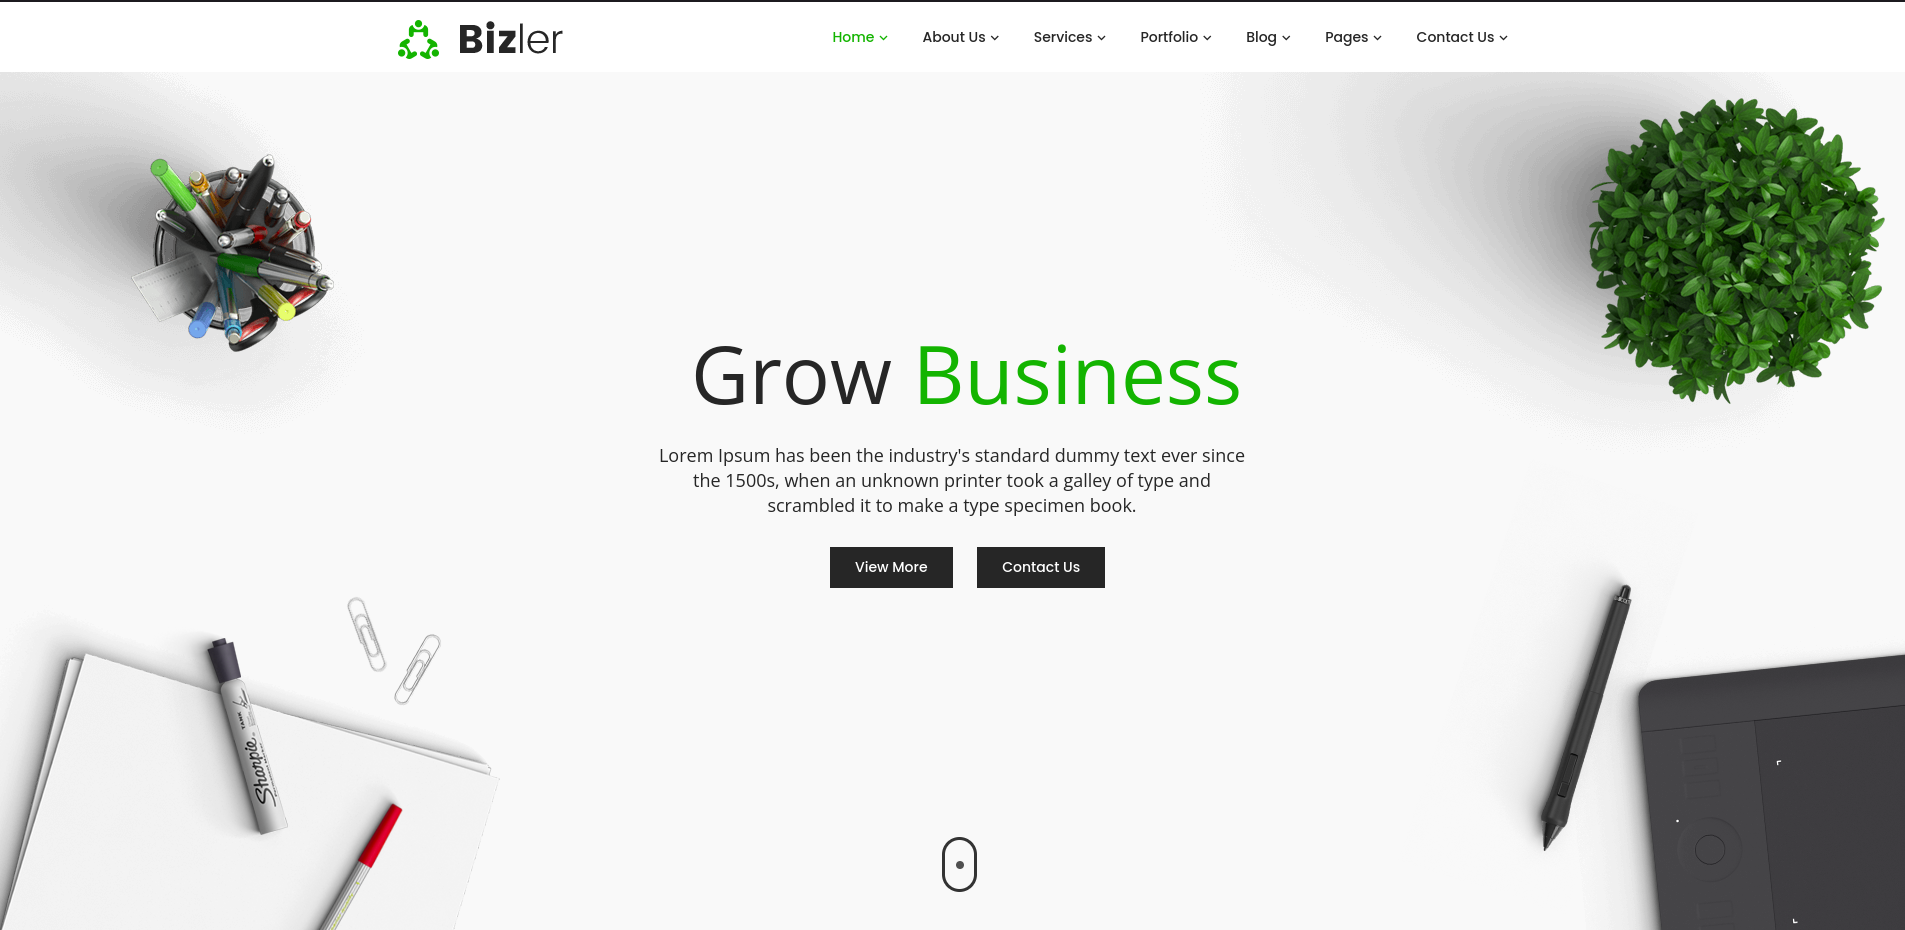 Bizler
Home About Us Services Portfolio Blog Pages Contact Us
Grow Business
Lorem Ipsum has been the industry's standard dummy text ever since
the 1500s, when an unknown printer took a galley of type and
scrambled it to make a type specimen book.
View More Contact Us
Sharpie
TANK